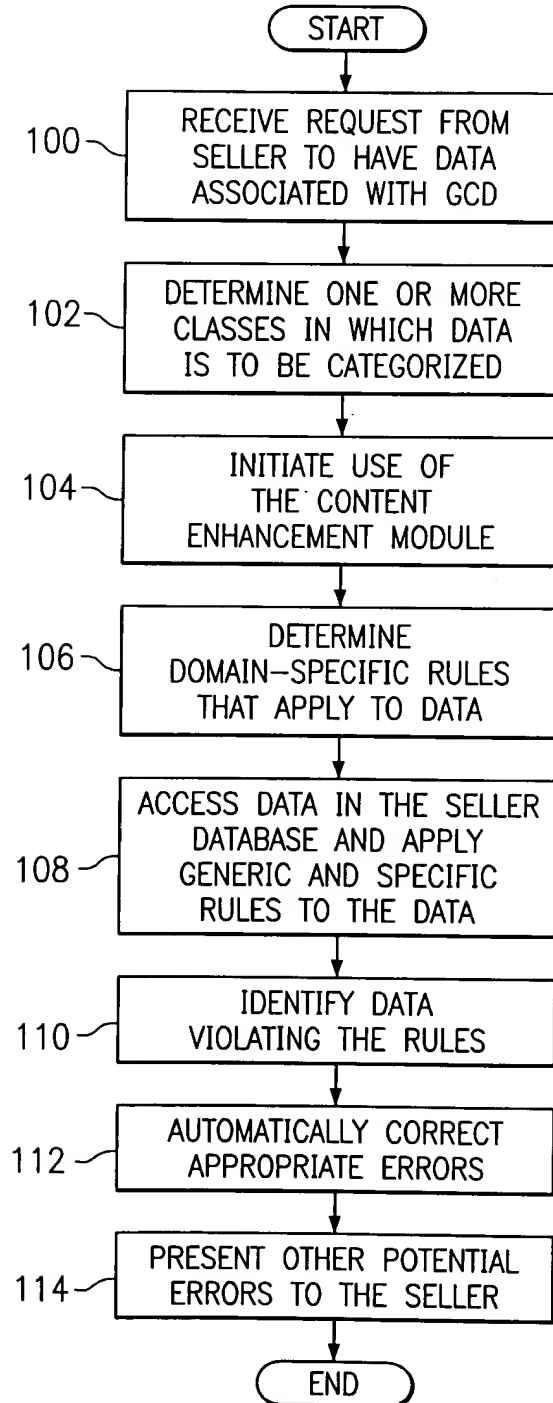 START
100
RECEIVE REQUEST FROM
SELLER TO HAVE DATA
ASSOCIATED WITH GCD
102
DETERMINE ONE OR MORE
CLASSES IN WHICH DATA
IS TO BE CATEGORIZED
104
INITIATE USE OF
THE CONTENT
ENHANCEMENT MODULE
106
DETERMINE
DOMAIN-SPECIFIC RULES
THAT APPLY TO DATA
108
ACCESS DATA IN THE SELLER
DATABASE AND APPLY
GENERIC AND SPECIFIC
RULES TO THE DATA
110
IDENTIFY DATA
VIOLATING THE RULES
112
AUTOMATICALLY CORRECT
APPROPRIATE ERRORS
114
PRESENT OTHER POTENTIAL
ERRORS TO THE SELLER
END